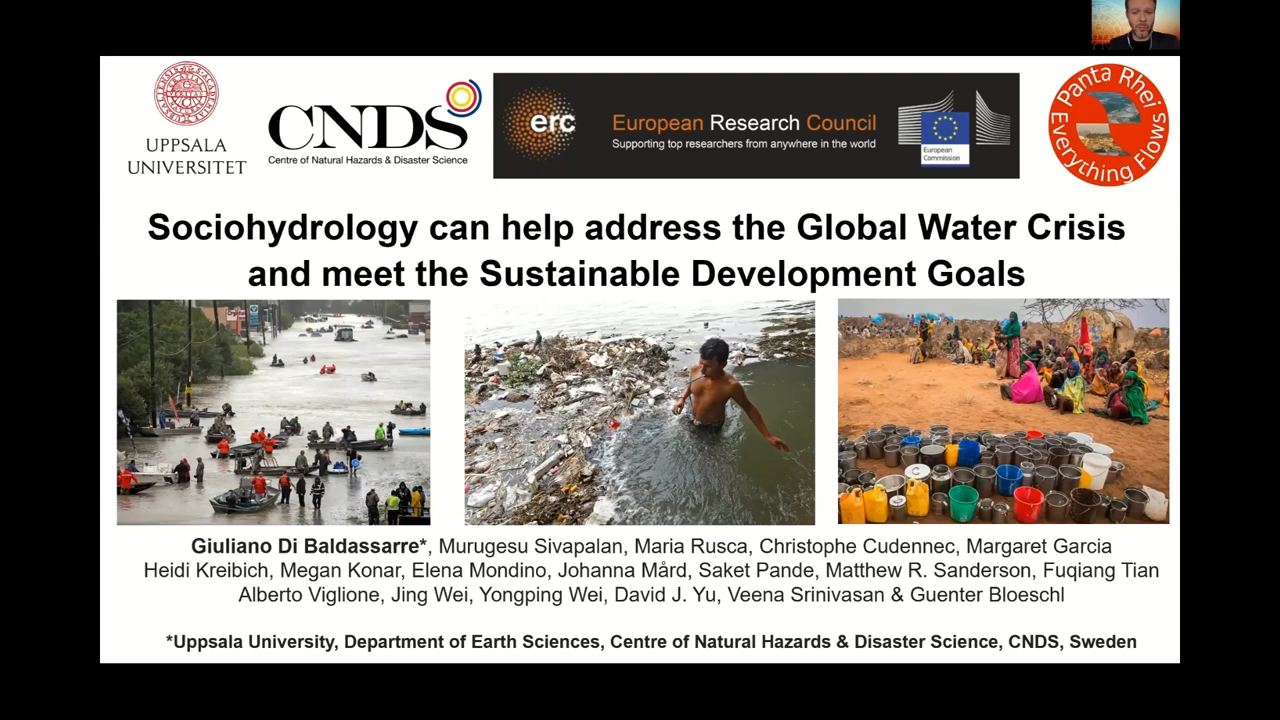 UPPSALA
UNIVERSITET
CNDS
Centre of Natural Hazards & Disaster Science
erc
European Research Council
Supporting top researchers from anywhere in the world
European
Commission
Panta Rhei
Everything Flows
Sociohydrology can help address the Global Water Crisis
and meet the Sustainable Development Goals
Giuliano Di Baldassarre*, Murugesu Sivapalan, Maria Rusca, Christophe Cudennec, Margaret Garcia
Heidi Kreibich, Megan Konar, Elena Mondino, Johanna Mård, Saket Pande, Matthew R. Sanderson, Fuqiang Tian
Alberto Viglione, Jing Wei, Yongping Wei, David J. Yu, Veena Srinivasan & Guenter Bloeschl
*Uppsala University, Department of Earth Sciences, Centre of Natural Hazards & Disaster Science, CNDS, Sweden